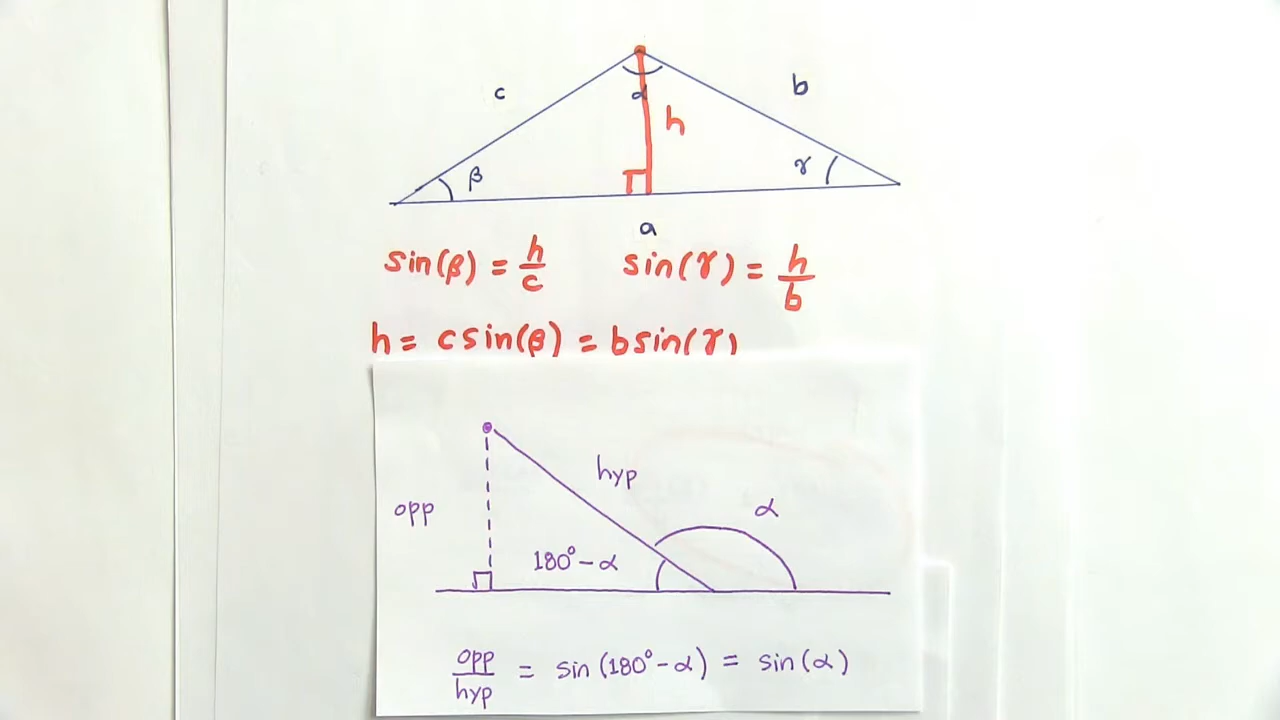 c
b
α
h
β
γ
a
sin(β) = h/c
sin(γ) = h/b
h = c sin(β) = b sin(γ)
hyp
opp
α
180° - α
opp/hyp = sin(180° - α) = sin(α)